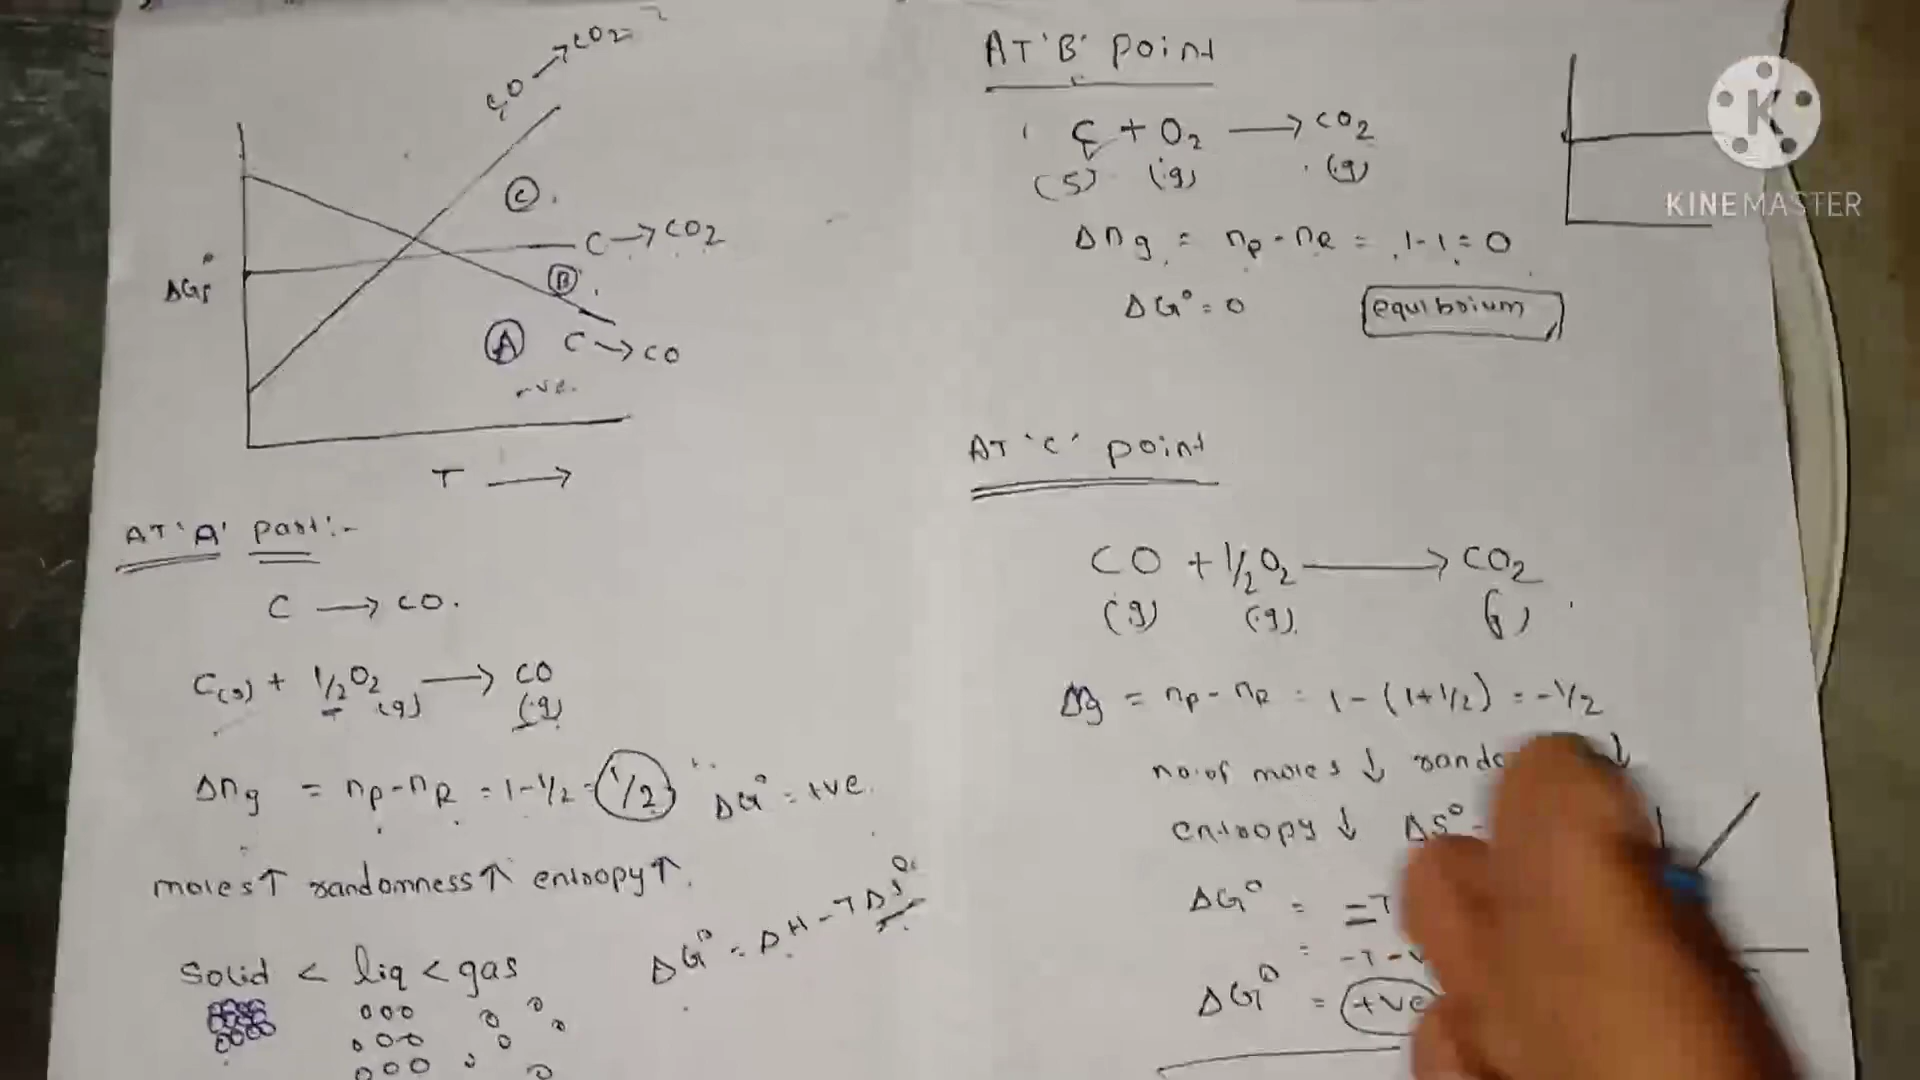 CO → CO2
C
C → CO2
ΔGf°
B
A C → CO
-ve.
T →
AT 'A' part:-
C → CO.
C(s) + 1/2 O2 → CO
(g) (g)
Δng = nP-nR = 1-1/2 = 1/2 ΔG° = +ve.
moles↑ randomness↑ entropy↑.
Solid < liq < gas
ΔG° = ΔH - TΔS°
AT 'B' point
C + O2 → CO2
(s) (g) (g)
Δng = nP - nR = 1-1 = 0
ΔG° = 0 equibrium
AT 'C' point
CO + 1/2 O2 → CO2
(g) (g) (g)
Δg = nP - nR = 1 - (1+1/2) = -1/2
no.of moles ↓ ↓
entropy ↓ ΔS°
ΔG° = -T
= -T -
ΔG° = +ve
K
KINEMASTER